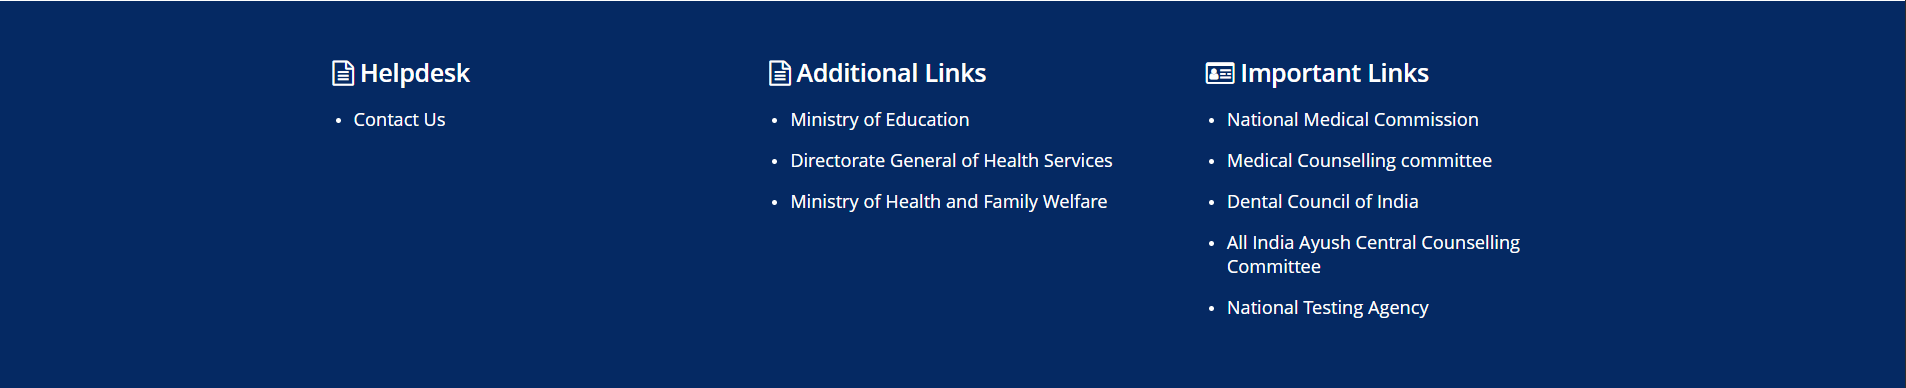 Helpdesk
Contact Us
Additional Links
Ministry of Education
Directorate General of Health Services
Ministry of Health and Family Welfare
Important Links
National Medical Commission
Medical Counselling committee
Dental Council of India
All India Ayush Central Counselling
Committee
National Testing Agency